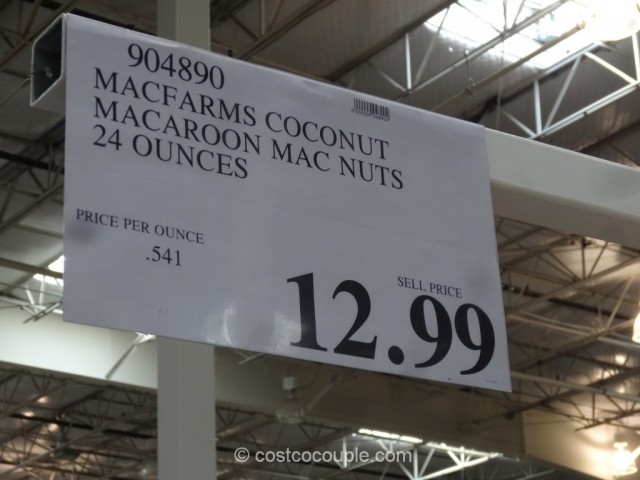 904890
MACFARMS COCONUT
MACAROON MAC NUTS
24 OUNCES
PRICE PER OUNCE
.541
SELL PRICE
12.99
© costcocouple.com